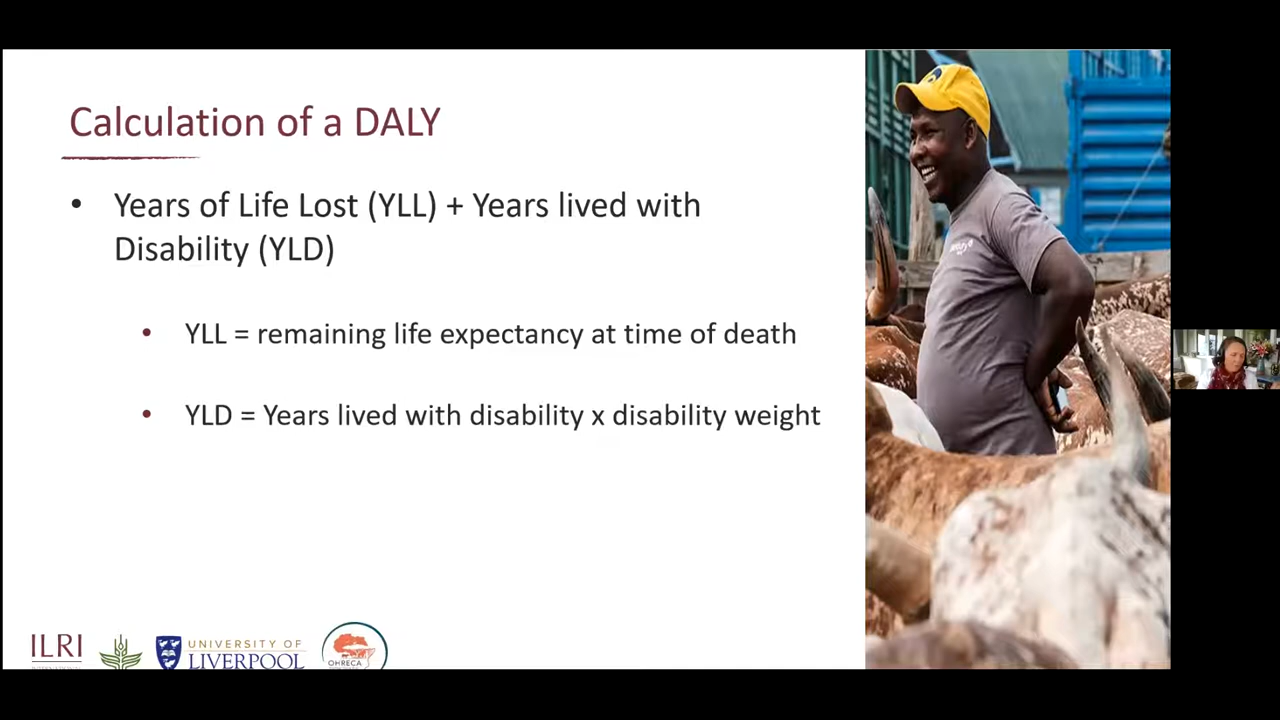 Calculation of a DALY
• Years of Life Lost (YLL) + Years lived with
Disability (YLD)
• YLL = remaining life expectancy at time of death
• YLD = Years lived with disability x disability weight
ILRI
UNIVERSITY OF
LIVERPOOL
OHRECA